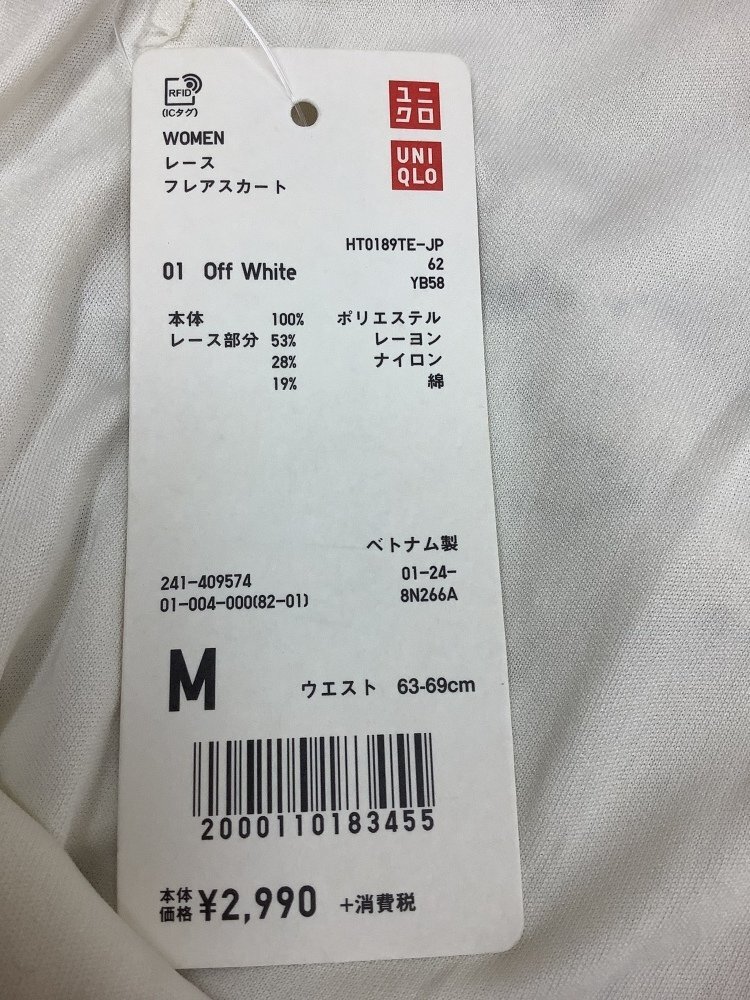 RFID
(ICタグ)
ユニ
クロ
UNI
QLO
WOMEN
レース
フレアスカート
HT0189TE-JP
01 Off White
62
YB58
本体 100% ポリエステル
レース部分 53% レーヨン
28% ナイロン
19% 綿
ベトナム製
241-409574 01-24-
01-004-000(82-01) 8N266A
M ウエスト 63-69cm
2000110183455
本体
価格 ¥2,990 +消費税